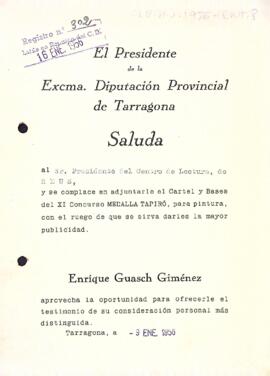 Registro n.° 302
16 ENE. 1956
El Presidente
de la
Excma. Diputación Provincial
de Tarragona
Saluda
al Sr. Presidente del Centro de Lectura, de
R E U S,
y se complace en adjuntarle el Cartel y Bases
del XI Concurso MEDALLA TAPIRÓ, para pintura,
con el ruego de que se sirva darles la mayor
publicidad.
Enrique Guasch Giménez
aprovecha la oportunidad para ofrecerle el
testimonio de su consideración personal más
distinguida.
Tarragona, a - 9 ENE 1956